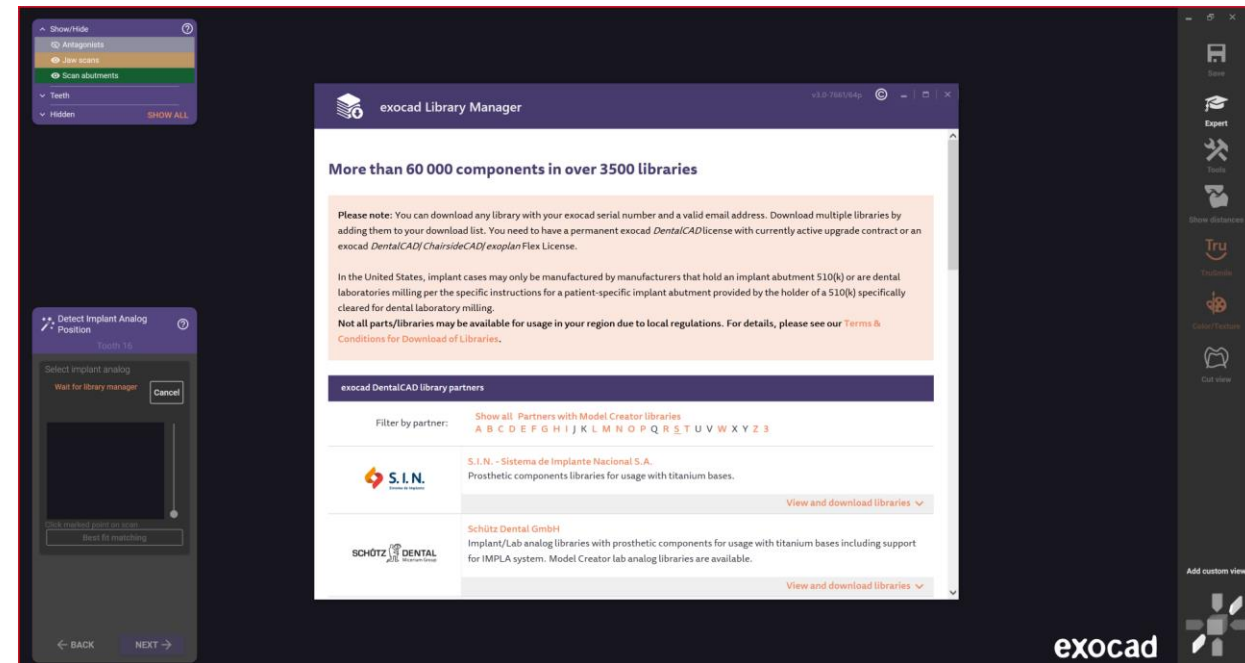 Show/Hide
Antagonists
Jaw scans
Scan abutments
Teeth
Hidden SHOW ALL
Detect Implant Analog
Position
Tooth 16
Select implant analog
Wait for library manager Cancel
Click marked point on scan
Best fit matching
BACK NEXT
exocad Library Manager
v3.0-7665/64p
More than 60 000 components in over 3500 libraries
Please note: You can download any library with your exocad serial number and a valid email address. Download multiple libraries by
adding them to your download list. You need to have a permanent exocad DentalCAD license with currently active upgrade contract or an
exocad DentalCAD/ChairsideCAD/exoplan Flex License.
In the United States, implant cases may only be manufactured by manufacturers that hold an implant abutment 510(k) or are dental
laboratories milling per the specific instructions for a patient-specific implant abutment provided by the holder of a 510(k) specifically
cleared for dental laboratory milling.
Not all parts/libraries may be available for usage in your region due to local regulations. For details, please see our Terms &
Conditions for Download of Libraries.
exocad DentalCAD library partners
Filter by partner: Show all Partners with Model Creator libraries
A B C D E F G H I J K L M N O P Q R S T U V W X Y Z 3
S.I.N.
S.I.N. - Sistema de Implante Nacional S.A.
Prosthetic components libraries for usage with titanium bases.
View and download libraries
SCHÜTZ DENTAL
Schütz Dental GmbH
Implant/Lab analog libraries with prosthetic components for usage with titanium bases including support
for IMPLA system. Model Creator lab analog libraries are available.
View and download libraries
Save
Expert
Tools
Show distances
Tru
TruSmile
Color/Texture
Cut view
Add custom view
exocad